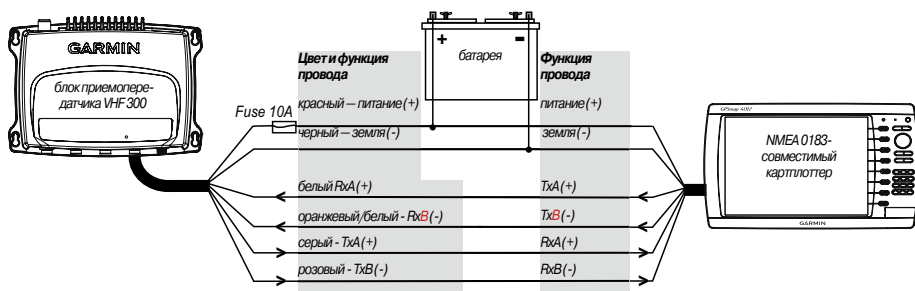 GARMIN
блок приемопере-
датчика VHF 300
Fuse 10A
Цвет и функция
провода
красный – питание(+)
черный – земля(-)
белый RxA(+)
оранжевый/белый - RxB(-)
серый - TxA(+)
розовый - TxB(-)
+ -
батарея
Функция
провода
питание(+)
земля(-)
TxA(+)
TxB(-)
RxA(+)
RxB(-)
GPSmap 4012
NMEA 0183-
совместимый
картплоттер
GARMIN